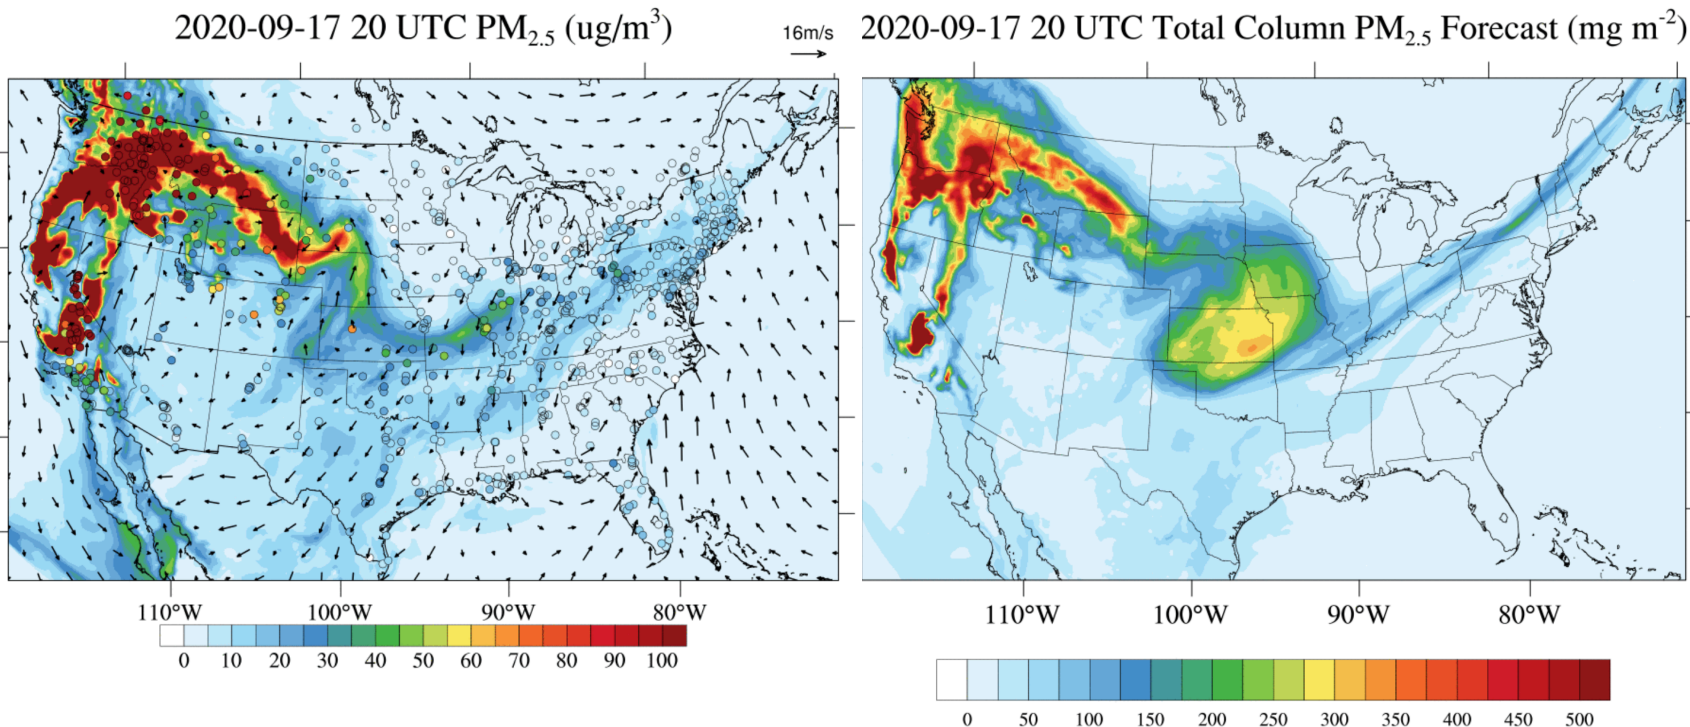 2020-09-17 20 UTC PM2.5 (ug/m3)
16m/s
2020-09-17 20 UTC Total Column PM2.5 Forecast (mg m-2)
110°W 100°W 90°W 80°W
110°W 100°W 90°W 80°W
0 10 20 30 40 50 60 70 80 90 100
0 50 100 150 200 250 300 350 400 450 500